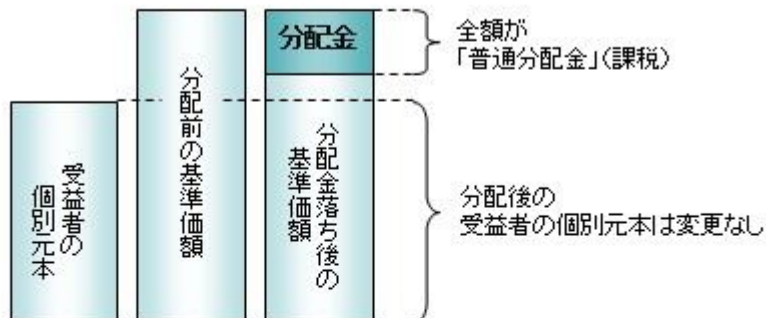 受益者の
個別元本
分配前の基準価額
分配金
分配金落ち後の
基準価額
全額が
「普通分配金」(課税)
分配後の
受益者の個別元本は変更なし